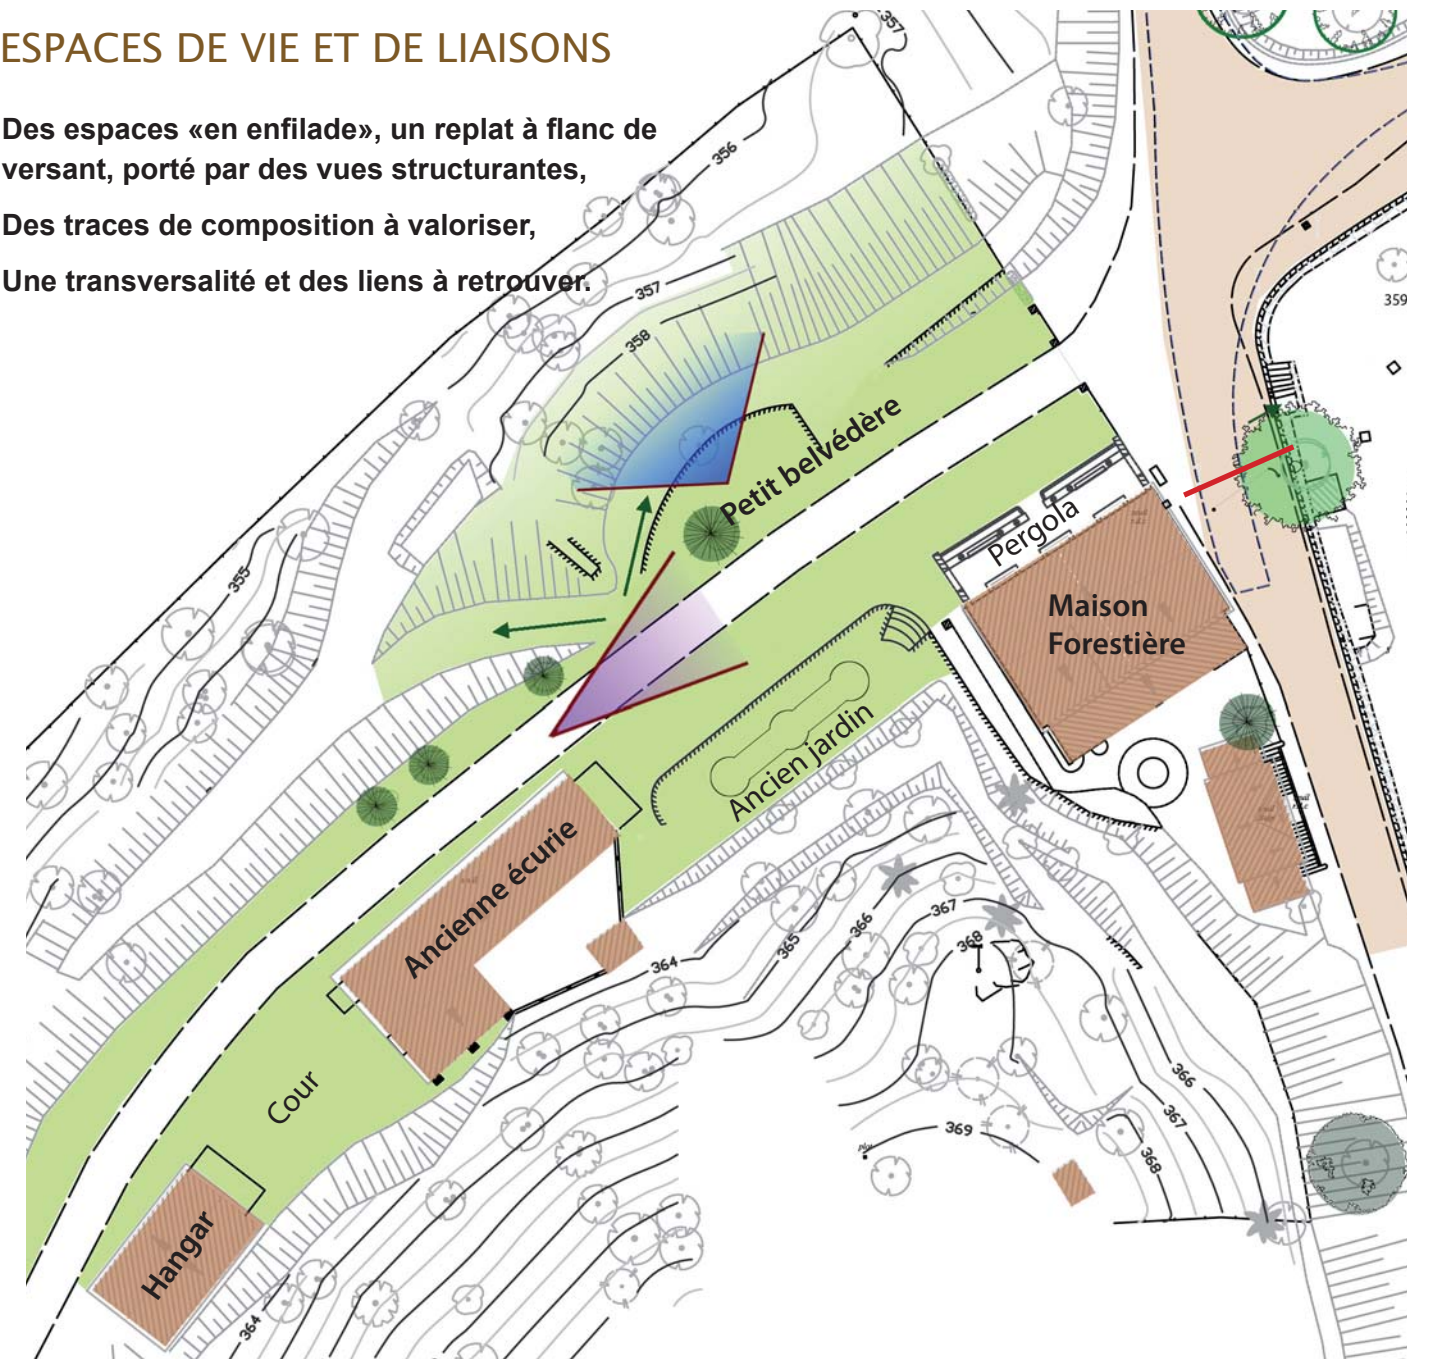 ESPACES DE VIE ET DE LIAISONS
Des espaces «en enfilade», un replat à flanc de
versant, porté par des vues structurantes,
Des traces de composition à valoriser,
Une transversalité et des liens à retrouver.
357
356
357
358
359
355
Petit belvédère
Pergola
Maison
Forestière
Ancien jardin
Ancienne écurie
Cour
Hangar
364
365
366
367
368
369
366
367
368
364